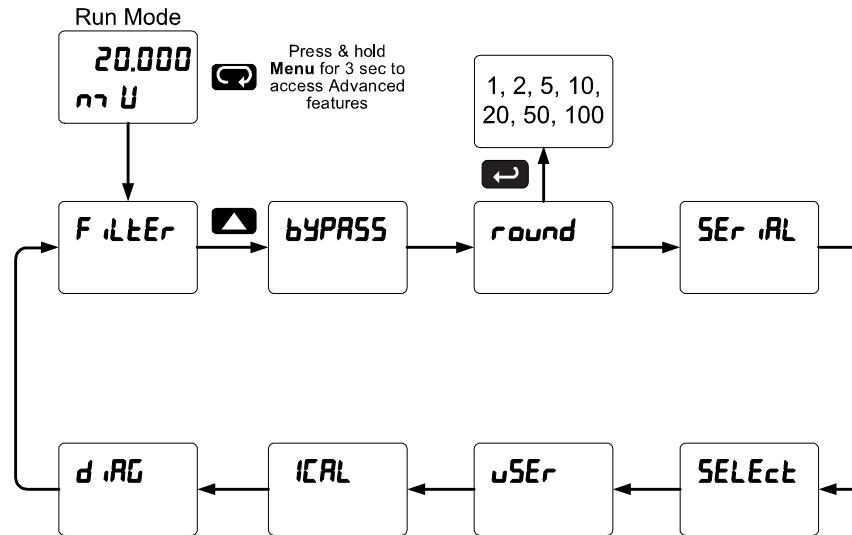 Run Mode
20.000
mV
Press & hold
Menu for 3 sec to
access Advanced
features
1, 2, 5, 10,
20, 50, 100
FiLtEr
bYPASS
round
SEriAL
diAG
ICAL
uSEr
SELEct